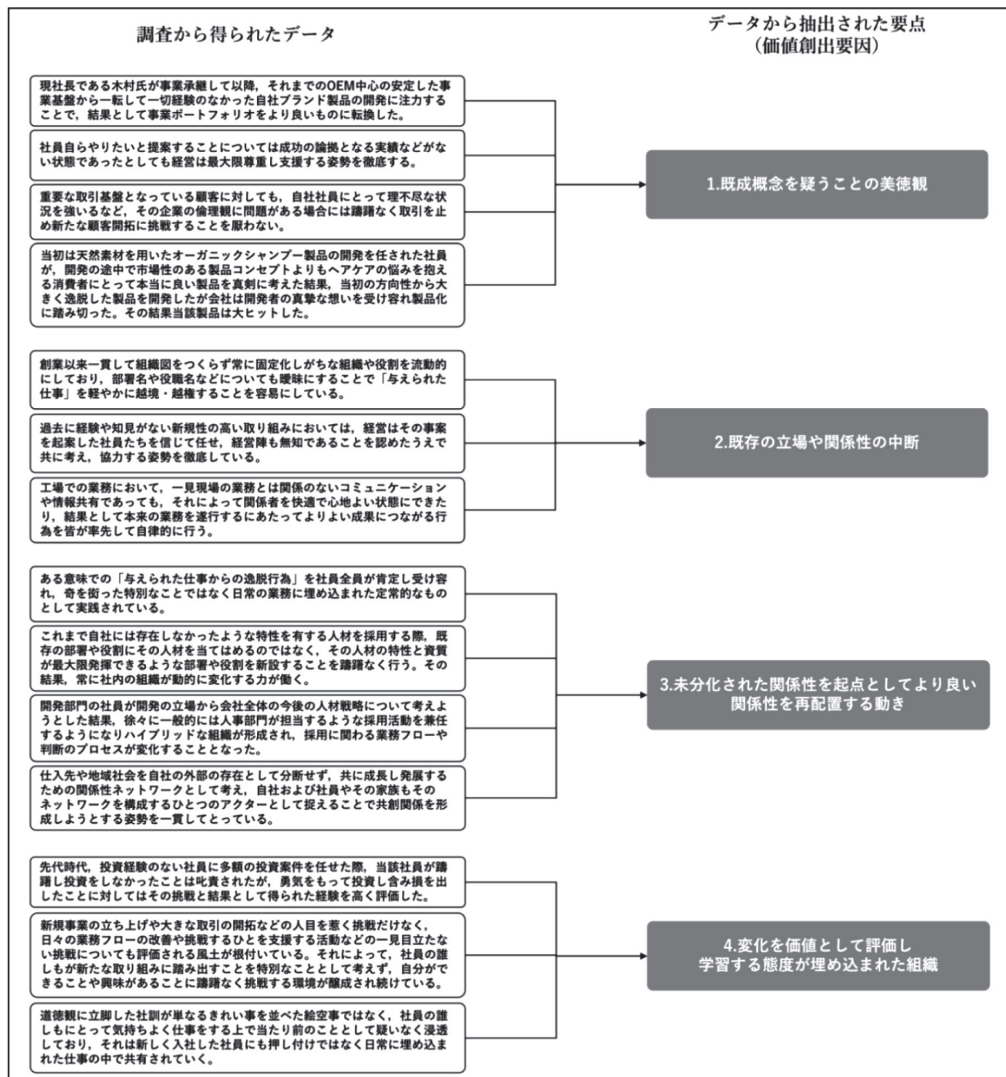 調査から得られたデータ
データから抽出された要点
（価値創出要因）
現社長である木村氏が事業承継して以降，それまでのOEM中心の安定した事
業基盤から一転して一切経験のなかった自社ブランド製品の開発に注力する
ことで，結果として事業ポートフォリオをより良いものに転換した。
社員自らやりたいと提案することについては成功の論拠となる実績などがな
い状態であったとしても経営は最大限尊重し支援する姿勢を徹底する。
重要な取引基盤となっている顧客に対しても，自社社員にとって理不尽な状
況を強いるなど，その企業の倫理観に問題がある場合には躊躇なく取引を止
め新たな顧客開拓に挑戦することを厭わない。
当初は天然素材を用いたオーガニックシャンプー製品の開発を任された社員
が，開発の途中で市場性のある製品コンセプトよりもヘアケアの悩みを抱え
る消費者にとって本当に良い製品を真剣に考えた結果，当初の方向性から大
きく逸脱した製品を開発したが会社は開発者の真摯な想いを受け容れ製品化
に踏み切った。その結果当該製品は大ヒットした。
1.既成概念を疑うことの美徳観
創業以来一貫して組織図をつくらず常に固定化しがちな組織や役割を流動的
にしており，部署名や役職名などについても曖昧にすることで「与えられた
仕事」を軽やかに越境・越権することを容易にしている。
過去に経験や知見がない新規性の高い取り組みにおいては，経営はその事案
を起案した社員たちを信じて任せ，経営陣も無知であることを認めたうえで
共に考え，協力する姿勢を徹底している。
工場での業務において，一見現場の業務とは関係のないコミュニケーション
や情報共有であっても，それによって関係者を快適で心地よい状態にできた
り，結果として本来の業務を遂行するにあたってよりよい成果につながる行
為を皆が率先して自律的に行う。
2.既存の立場や関係性の中断
ある意味での「与えられた仕事からの逸脱行為」を社員全員が肯定し受け容
れ，奇を衒った特別なことではなく日常の業務に埋め込まれた定常的なもの
として実践されている。
これまで自社には存在しなかったような特性を有する人材を採用する際，既
存の部署や役割にその人材を当てはめるのではなく，その人材の特性と資質
が最大限発揮できるような部署や役割を新設することを躊躇なく行う。その
結果，常に社内の組織が動的に変化する力が働く。
開発部門の社員が開発の立場から会社全体の今後の人材戦略について考えよ
うとした結果，徐々に一般的には人事部門が担当するような採用活動を兼任
するようになりハイブリッドな組織が形成され，採用に関わる業務フローや
判断のプロセスが変化することとなった。
仕入先や地域社会を自社の外部の存在として分断せず，共に成長し発展する
ための関係性ネットワークとして考え，自社および社員やその家族もその
ネットワークを構成するひとつのアクターとして捉えることで共創関係を形
成しようとする姿勢を一貫してとっている。
3.未分化された関係性を起点としてより良い
関係性を再配置する動き
先代時代，投資経験のない社員に多額の投資案件を任せた際，当該社員が躊
躇し投資をしなかったことは叱責されたが，勇気をもって投資し含み損を出
したことに対してはその挑戦と結果として得られた経験を高く評価した。
新規事業の立ち上げや大きな取引の開拓などの人目を惹く挑戦だけなく，
日々の業務フローの改善や挑戦するひとを支援する活動などの一見目立たな
い挑戦についても評価される風土が根付いている。それによって，社員の誰
しもが新たな取り組みに踏み出すことを特別なこととして考えず，自分がで
きることや興味があることに躊躇なく挑戦する環境が醸成され続けている。
道徳観に立脚した社訓が単なるきれい事を並べた絵空事ではなく，社員の誰
しもにとって気持ちよく仕事をする上で当たり前のこととして疑いなく浸透
しており，それは新しく入社した社員にも押し付けではなく日常に埋め込ま
れた仕事の中で共有されていく。
4.変化を価値として評価し
学習する態度が埋め込まれた組織